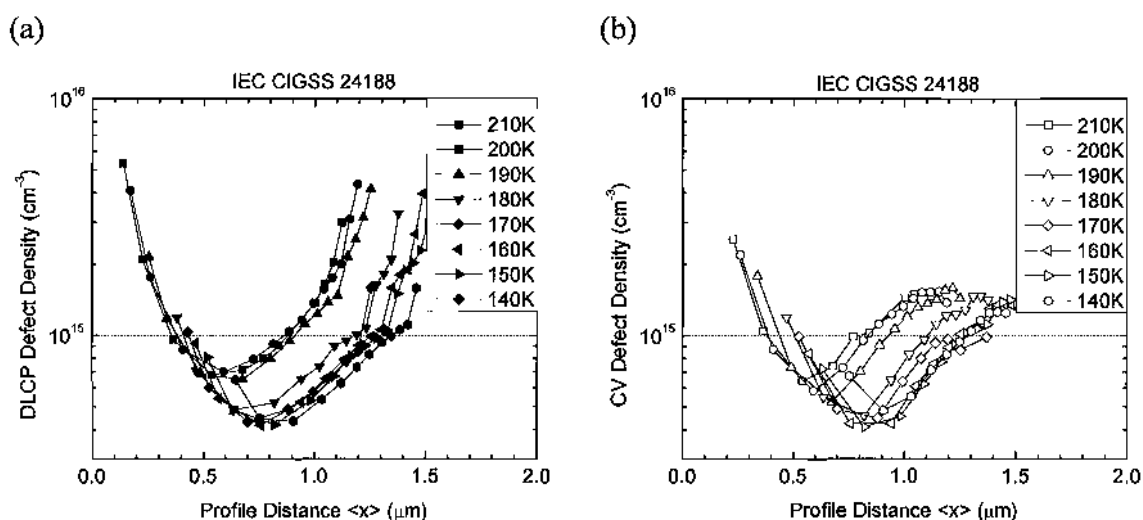 (a)
IEC CIGSS 24188
DLCP Defect Density (cm⁻³)
10¹⁶
10¹⁵
210K
200K
190K
180K
170K
160K
150K
140K
0.0 0.5 1.0 1.5 2.0
Profile Distance <x> (μm)
(b)
IEC CIGSS 24188
CV Defect Density (cm⁻³)
10¹⁶
10¹⁵
210K
200K
190K
180K
170K
160K
150K
140K
0.0 0.5 1.0 1.5 2.0
Profile Distance <x> (μm)